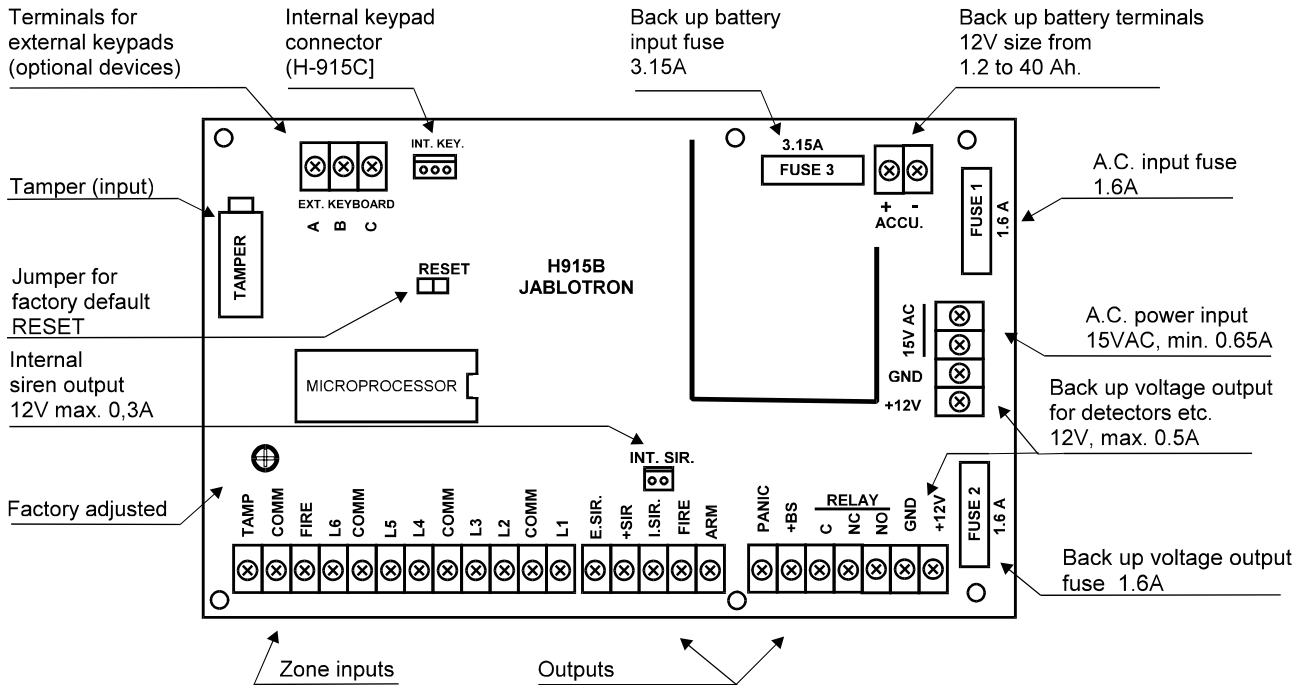 Terminals for
external keypads
(optional devices)
Internal keypad
connector
(H-915C]
Back up battery
input fuse
3.15A
Back up battery terminals
12V size from
1.2 to 40 Ah.
Tamper (input)
Jumper for
factory default
RESET
Internal
siren output
12V max. 0,3A
Factory adjusted
A.C. input fuse
1.6A
A.C. power input
15VAC, min. 0.65A
Back up voltage output
for detectors etc.
12V, max. 0.5A
Back up voltage output
fuse 1.6A
INT. KEY.
EXT. KEYBOARD
A
B
C
TAMPER
RESET
H915B
JABLOTRON
3.15A
FUSE 3
+ -
ACCU.
FUSE 1
1.6 A
15V AC
GND
+12V
MICROPROCESSOR
INT. SIR.
TAMP
COMM
FIRE
L6
COMM
L5
L4
COMM
L3
L2
COMM
L1
E.SIR.
+SIR
I.SIR.
FIRE
ARM
PANIC
+BS
RELAY
C
NC
NO
GND
+12V
FUSE 2
1.6 A
Zone inputs
Outputs